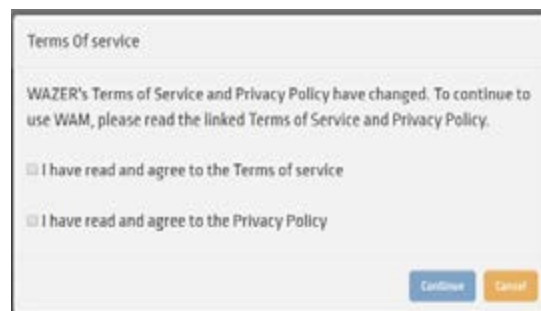 Terms Of service
WAZER's Terms of Service and Privacy Policy have changed. To continue to
use WAM, please read the linked Terms of Service and Privacy Policy.
I have read and agree to the Terms of service
I have read and agree to the Privacy Policy
Continue Cancel